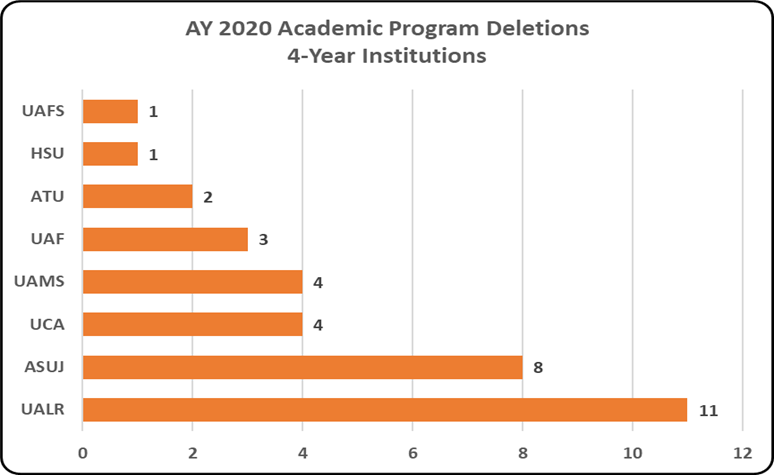 AY 2020 Academic Program Deletions
4-Year Institutions
UAFS 1
HSU 1
ATU 2
UAF 3
UAMS 4
UCA 4
ASUJ 8
UALR 11
0 2 4 6 8 10 12